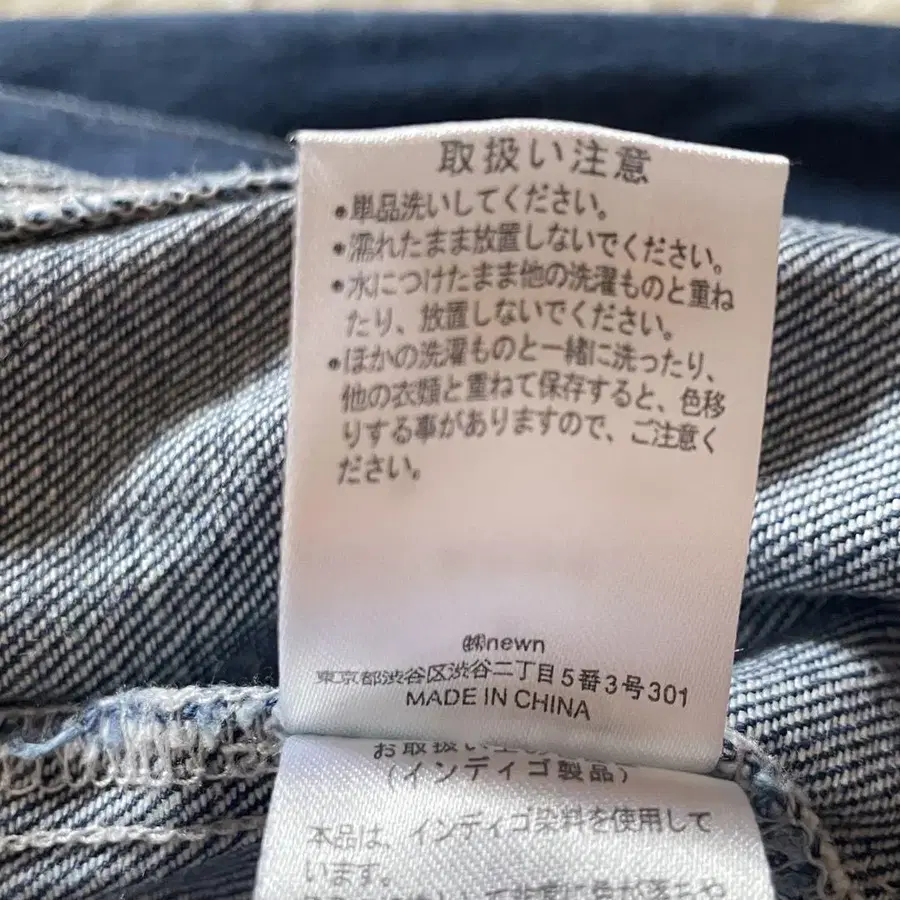 取扱い注意
•単品洗いしてください。
•濡れたまま放置しないでください。
•水につけたまま他の洗濯ものと重ね
たり、放置しないでください。
•ほかの洗濯ものと一緒に洗ったり、
他の衣類と重ねて保存すると、色移
りする事がありますので、ご注意く
ださい。
㈱newn
東京都渋谷区渋谷二丁目5番3号301
MADE IN CHINA
お取扱い上の
(インディゴ製品)
本品は、インディゴ染料を使用して
います。